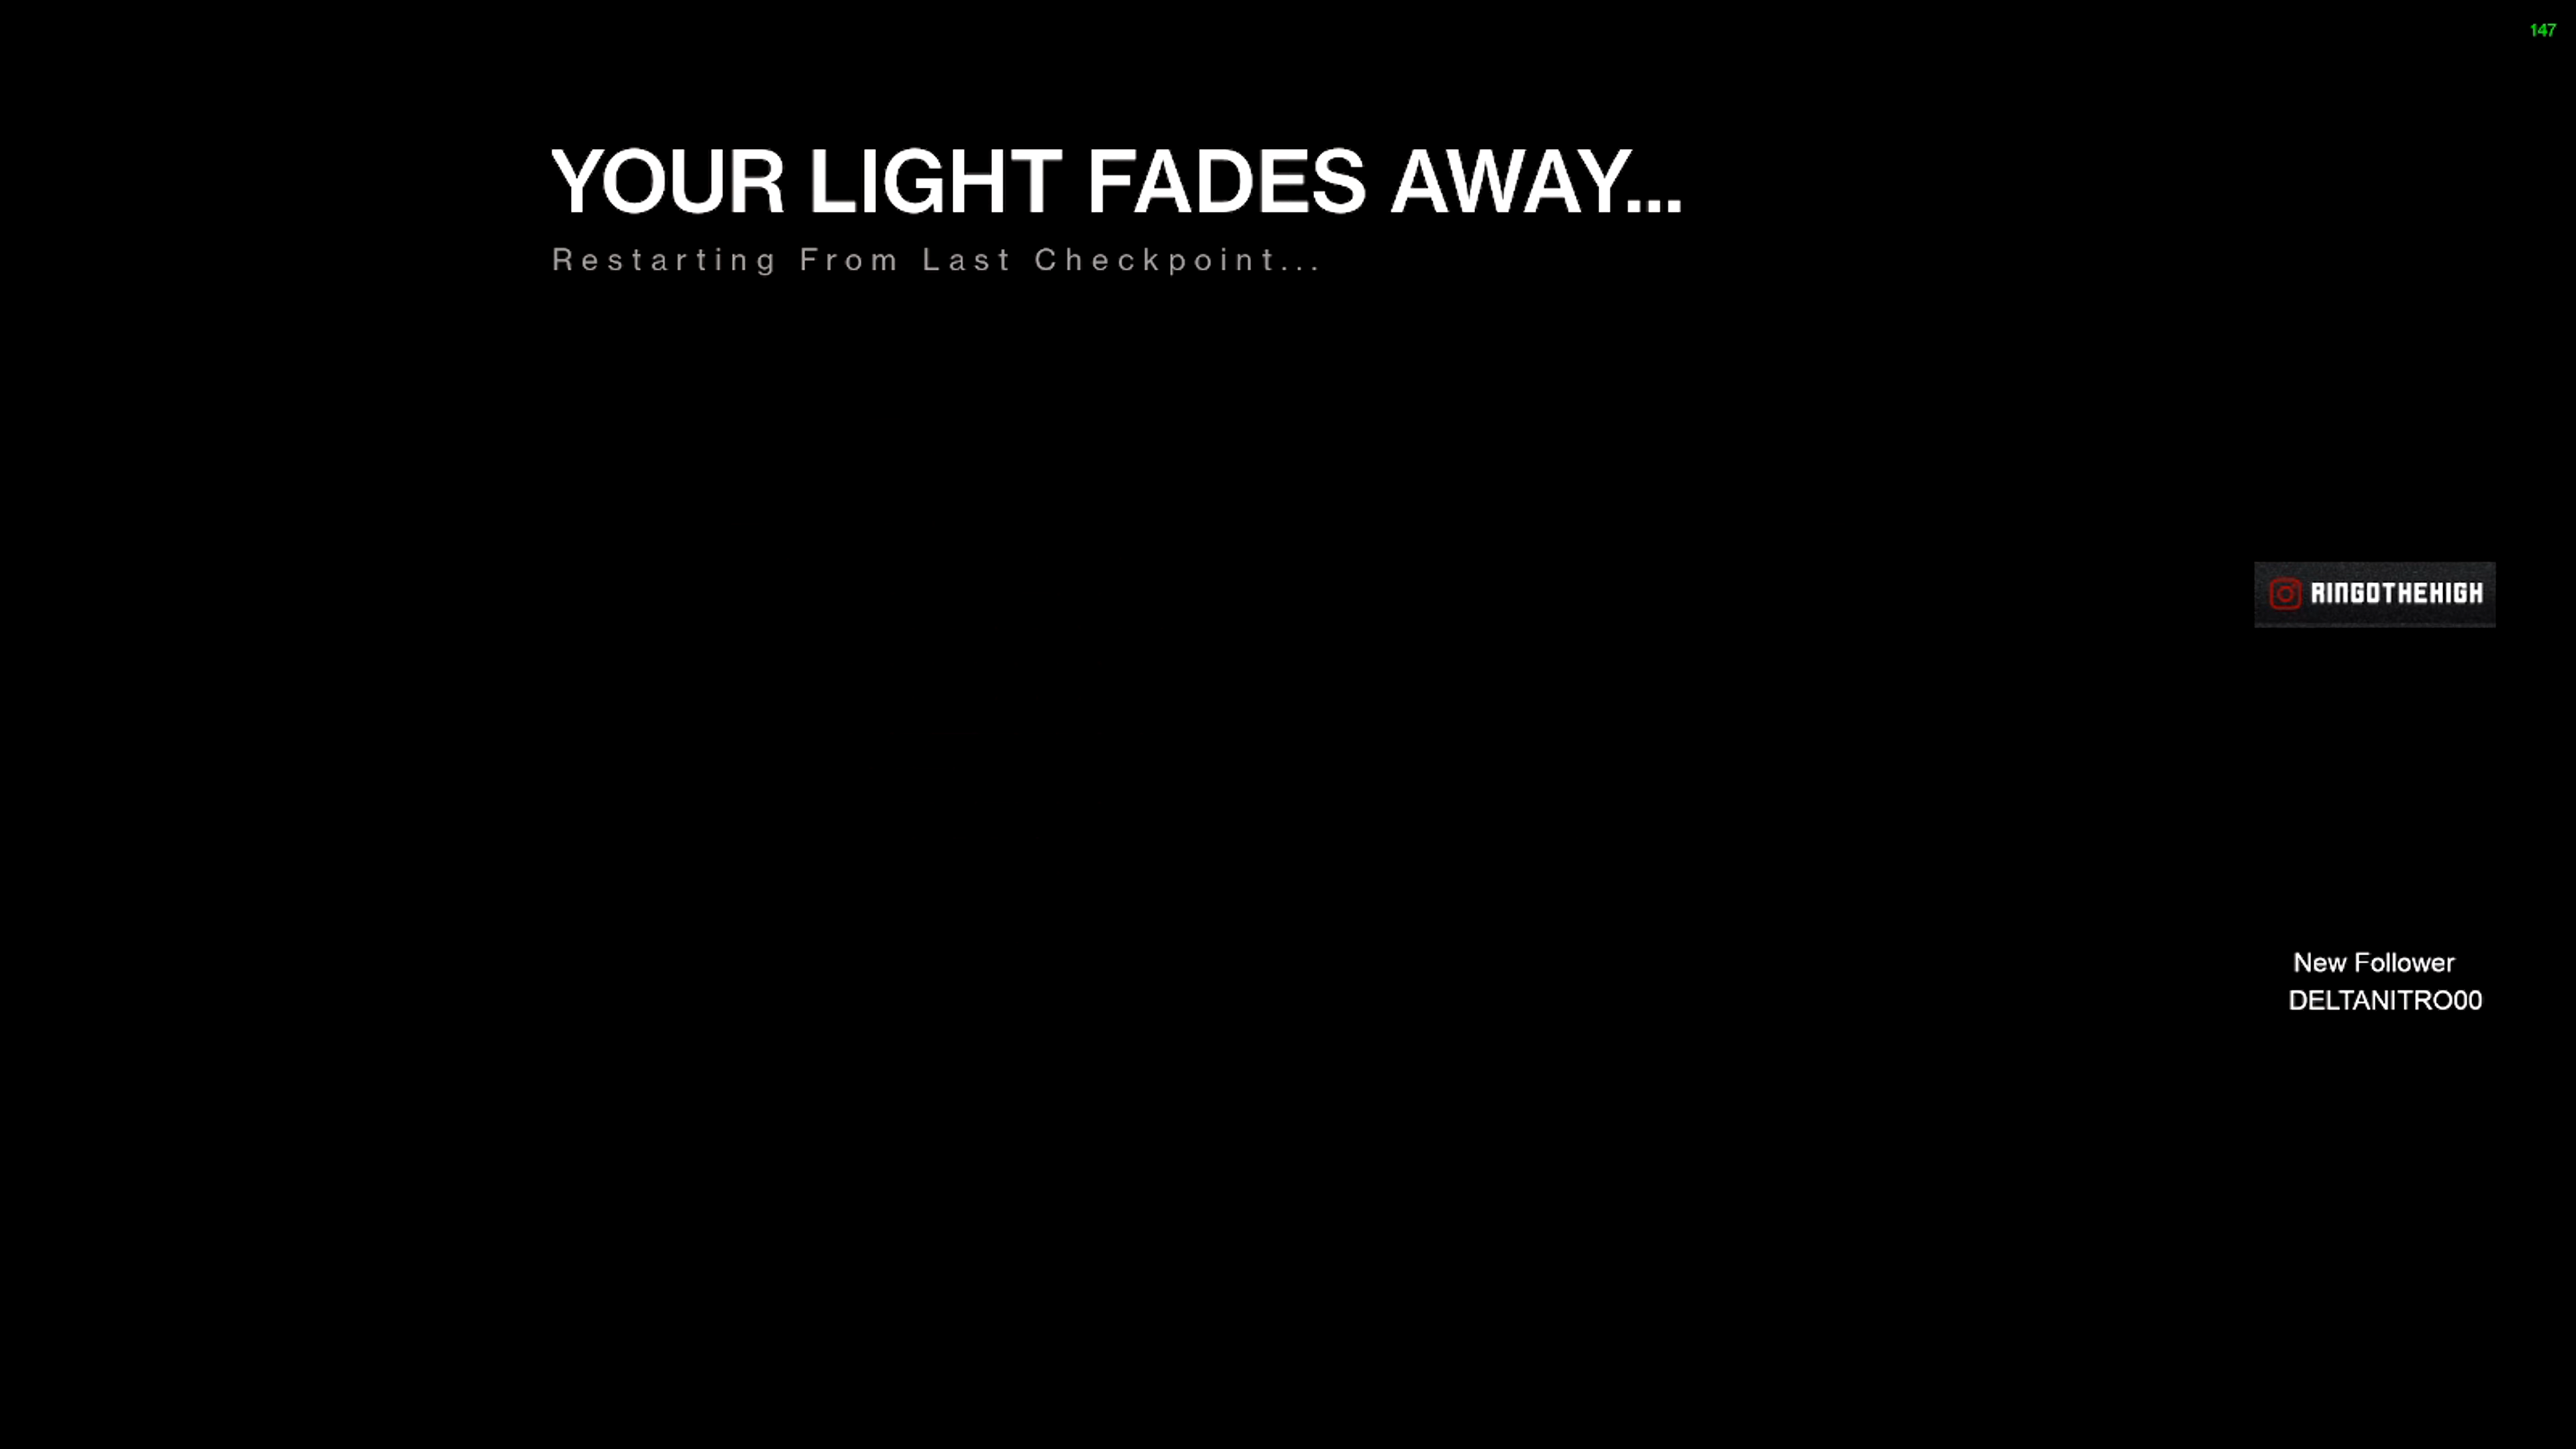 147
YOUR LIGHT FADES AWAY...
Restarting From Last Checkpoint...
RINGOTHEHIGH
New Follower
DELTANITRO00